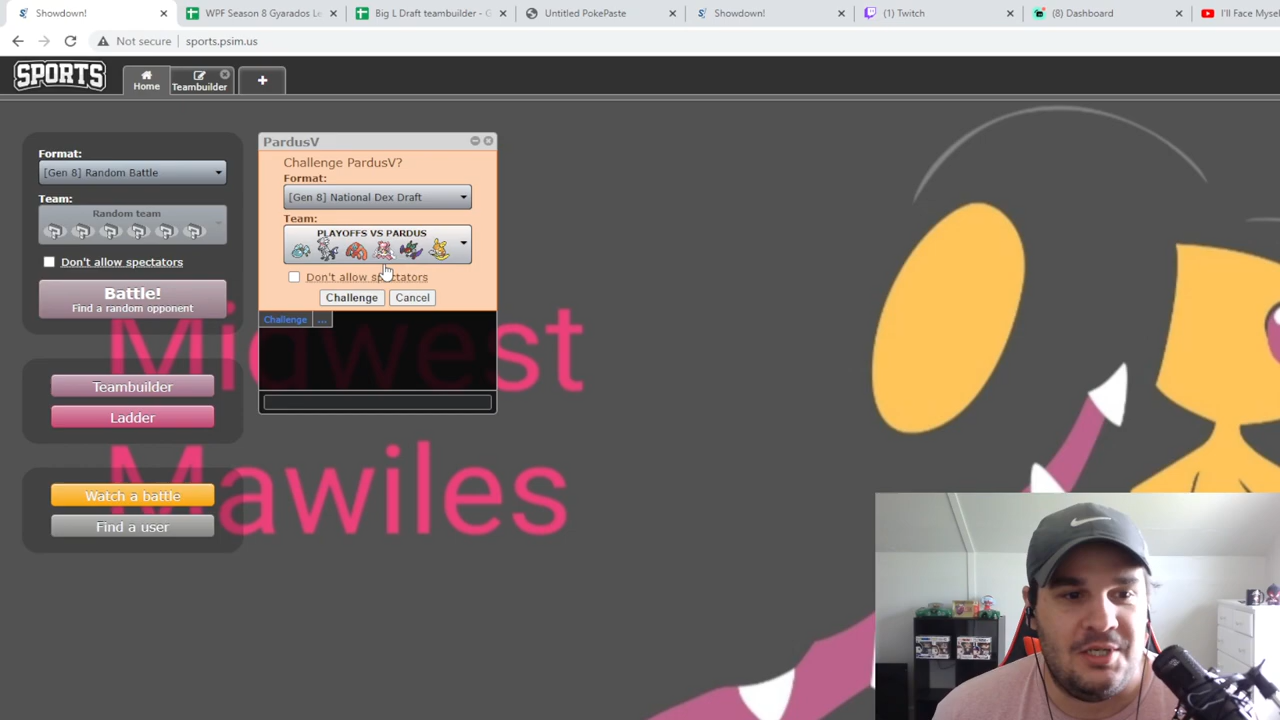 Showdown!
WPF Season 8 Gyarados Le
Big L Draft teambuilder - G
Untitled PokePaste
Showdown!
(1) Twitch
(8) Dashboard
I'll Face Mysel
Not secure
sports.psim.us
SPORTS
Home
Teambuilder
Format:
[Gen 8] Random Battle
Team:
Random team
Don't allow spectators
Battle!
Find a random opponent
Teambuilder
Ladder
Watch a battle
Find a user
PardusV
Challenge PardusV?
Format:
[Gen 8] National Dex Draft
Team:
PLAYOFFS VS PARDUS
Don't allow spectators
Challenge
Cancel
Challenge
...
Midwest
Mawiles